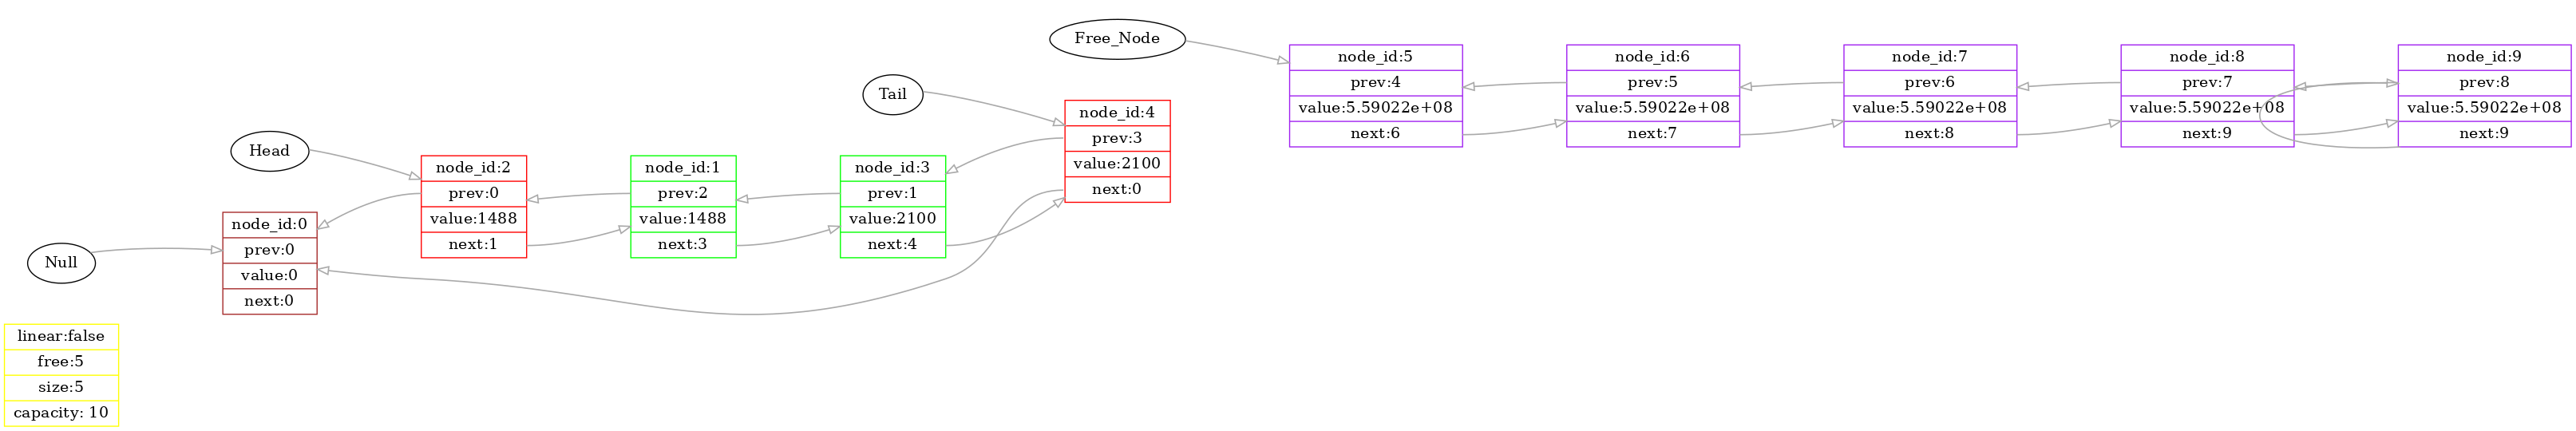 Null
node_id:0
prev:0
value:0
next:0
Head
node_id:2
prev:0
value:1488
next:1
node_id:1
prev:2
value:1488
next:3
node_id:3
prev:1
value:2100
next:4
Tail
node_id:4
prev:3
value:2100
next:0
Free_Node
node_id:5
prev:4
value:5.59022e+08
next:6
node_id:6
prev:5
value:5.59022e+08
next:7
node_id:7
prev:6
value:5.59022e+08
next:8
node_id:8
prev:7
value:5.59022e+08
next:9
node_id:9
prev:8
value:5.59022e+08
next:9
linear:false
free:5
size:5
capacity: 10